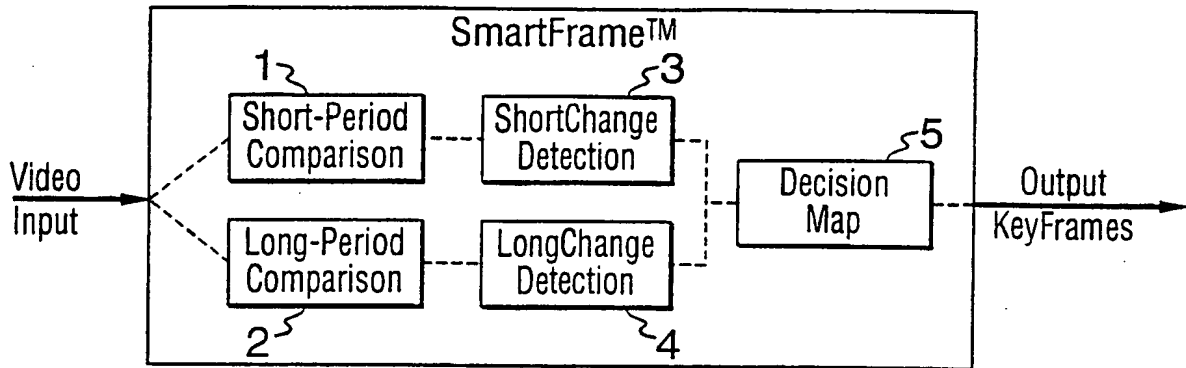 SmartFrame™
1
3
Short-Period
Comparison
ShortChange
Detection
5
Video
Input
Decision
Map
Output
KeyFrames
Long-Period
Comparison
LongChange
Detection
2
4